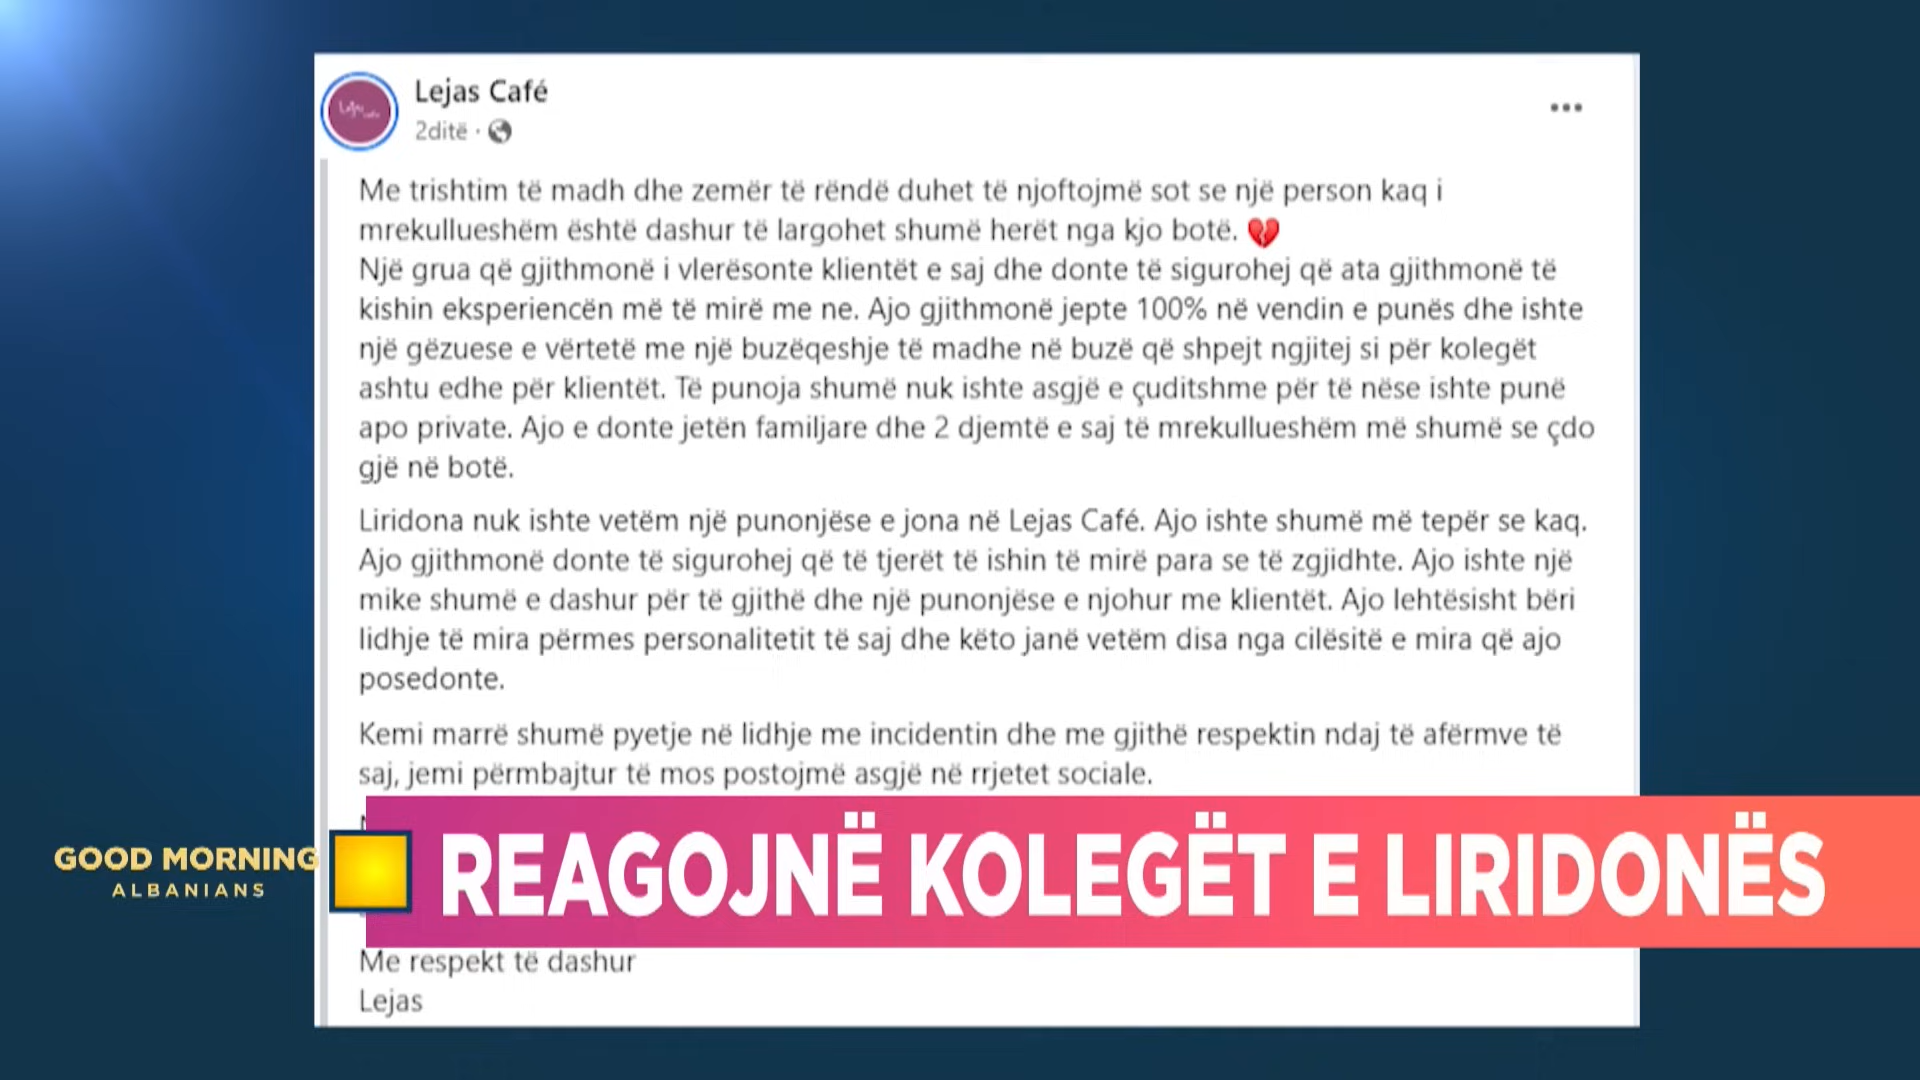 Lejas Café
2ditë ·
Me trishtim të madh dhe zemër të rëndë duhet të njoftojmë sot se një person kaq i
mrekullueshëm është dashur të largohet shumë herët nga kjo botë. 💔
Një grua që gjithmonë i vlerësonte klientët e saj dhe donte të sigurohej që ata gjithmonë të
kishin eksperiencën më të mirë me ne. Ajo gjithmonë jepte 100% në vendin e punës dhe ishte
një gëzuese e vërtetë me një buzëqeshje të madhe në buzë që shpejt ngjitej si për kolegët
ashtu edhe për klientët. Të punoja shumë nuk ishte asgjë e çuditshme për të nëse ishte punë
apo private. Ajo e donte jetën familjare dhe 2 djemtë e saj të mrekullueshëm më shumë se çdo
gjë në botë.
Liridona nuk ishte vetëm një punonjëse e jona në Lejas Café. Ajo ishte shumë më tepër se kaq.
Ajo gjithmonë donte të sigurohej që të tjerët të ishin të mirë para se të zgjidhte. Ajo ishte një
mike shumë e dashur për të gjithë dhe një punonjëse e njohur me klientët. Ajo lehtësisht bëri
lidhje të mira përmes personalitetit të saj dhe këto janë vetëm disa nga cilësitë e mira që ajo
posedonte.
Kemi marrë shumë pyetje në lidhje me incidentin dhe me gjithë respektin ndaj të afërmve të
saj, jemi përmbajtur të mos postojmë asgjë në rrjetet sociale.
GOOD MORNING
ALBANIANS
REAGOJNË KOLEGËT E LIRIDONËS
Me respekt të dashur
Lejas